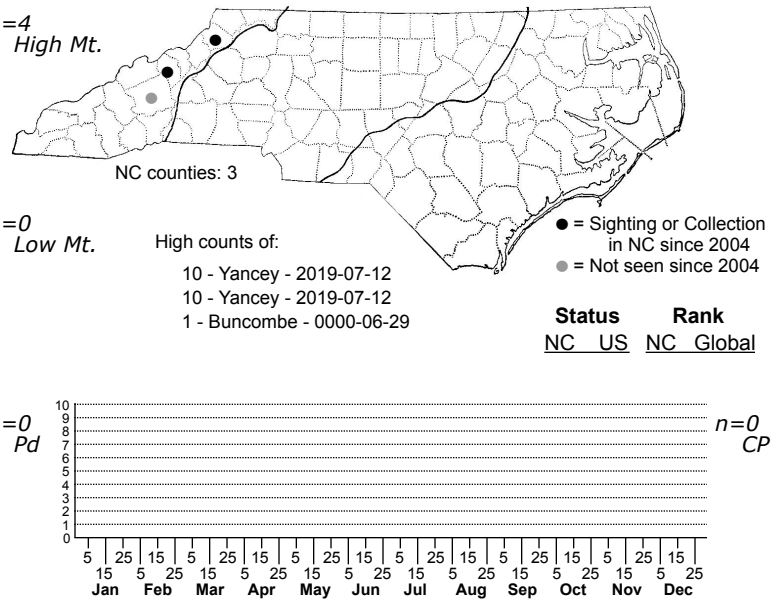 =4
High Mt.
NC counties: 3
=0
Low Mt.
High counts of:
10 - Yancey - 2019-07-12
10 - Yancey - 2019-07-12
1 - Buncombe - 0000-06-29
● = Sighting or Collection
in NC since 2004
● = Not seen since 2004
Status Rank
NC US NC Global
=0
Pd
n=0
CP
10
9
8
7
6
5
4
3
2
1
0
5 25 15 5 25 15 5 25 15 5 25 15 5 25 15 5 25 15
15 5 25 15 5 25 15 5 25 15 5 25 15 5 25 15 5 25
Jan Feb Mar Apr May Jun Jul Aug Sep Oct Nov Dec